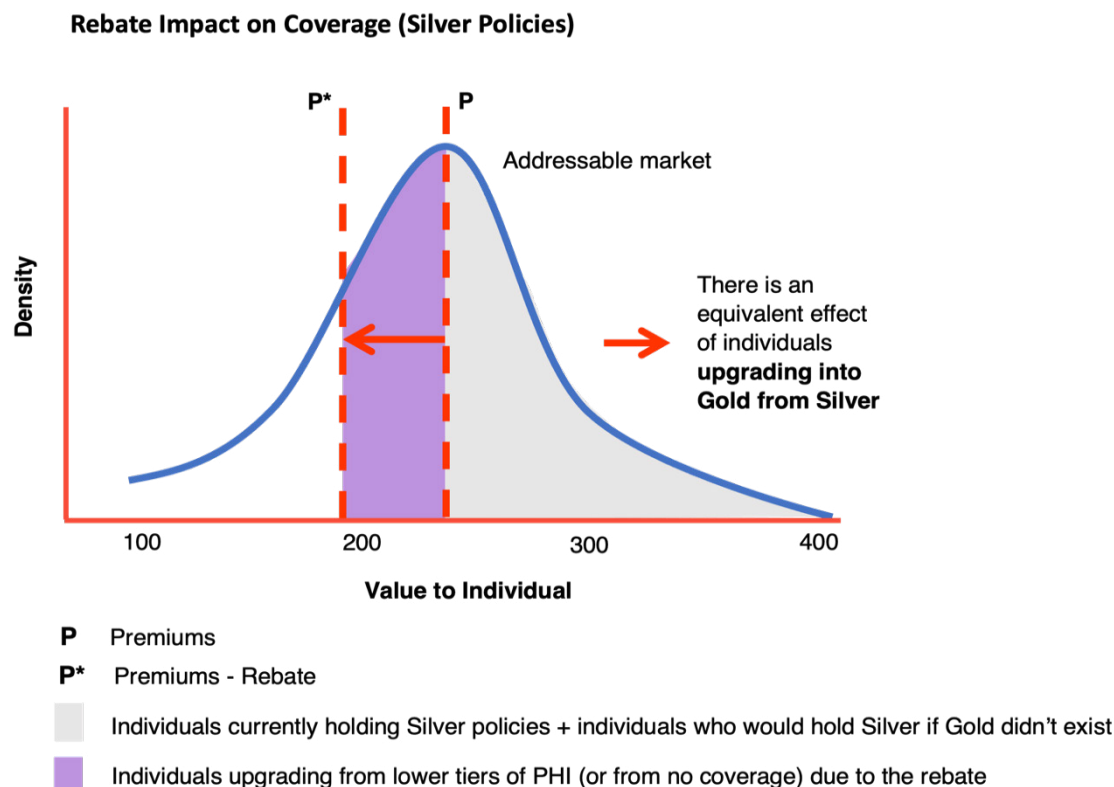 Rebate Impact on Coverage (Silver Policies)
P*
P
Addressable market
Density
There is an
equivalent effect
of individuals
upgrading into
Gold from Silver
100
200
300
400
Value to Individual
P Premiums
P* Premiums - Rebate
Individuals currently holding Silver policies + individuals who would hold Silver if Gold didn't exist
Individuals upgrading from lower tiers of PHI (or from no coverage) due to the rebate